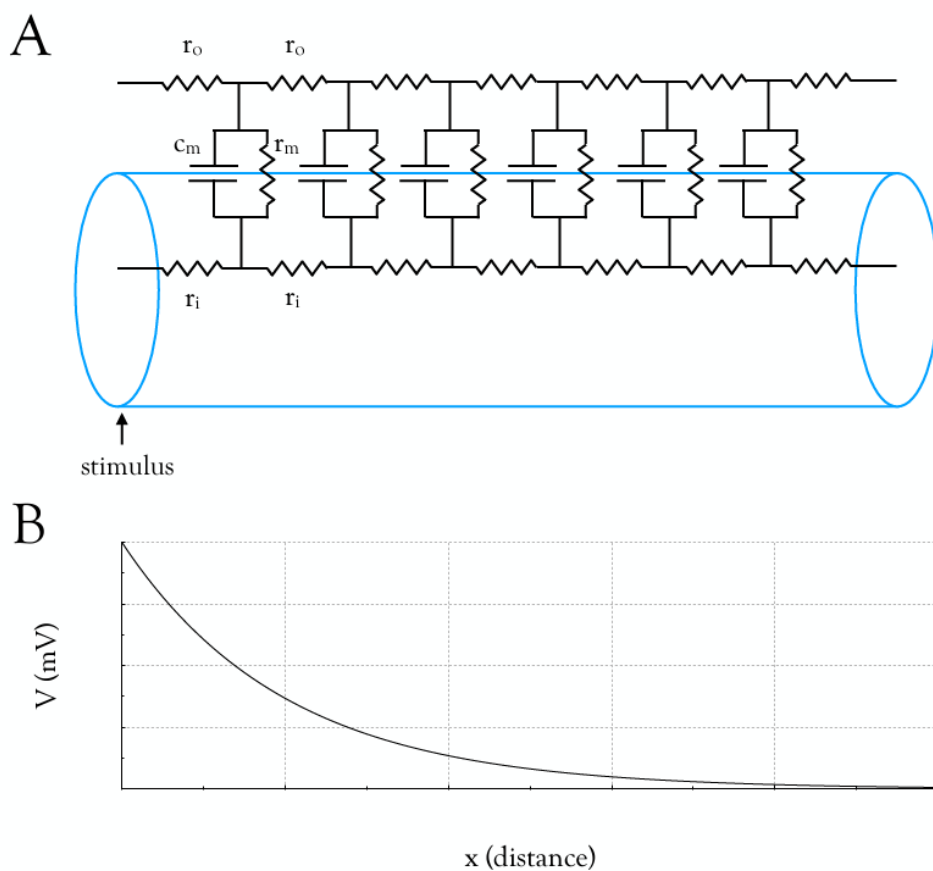 A
rₒ rₒ
cₘ rₘ
rᵢ rᵢ
stimulus
B
V (mV)
x (distance)